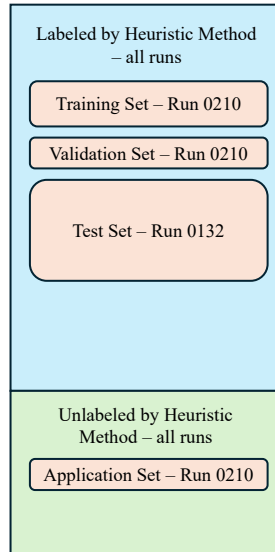 Labeled by Heuristic Method
– all runs
Training Set – Run 0210
Validation Set – Run 0210
Test Set – Run 0132
Unlabeled by Heuristic
Method – all runs
Application Set – Run 0210